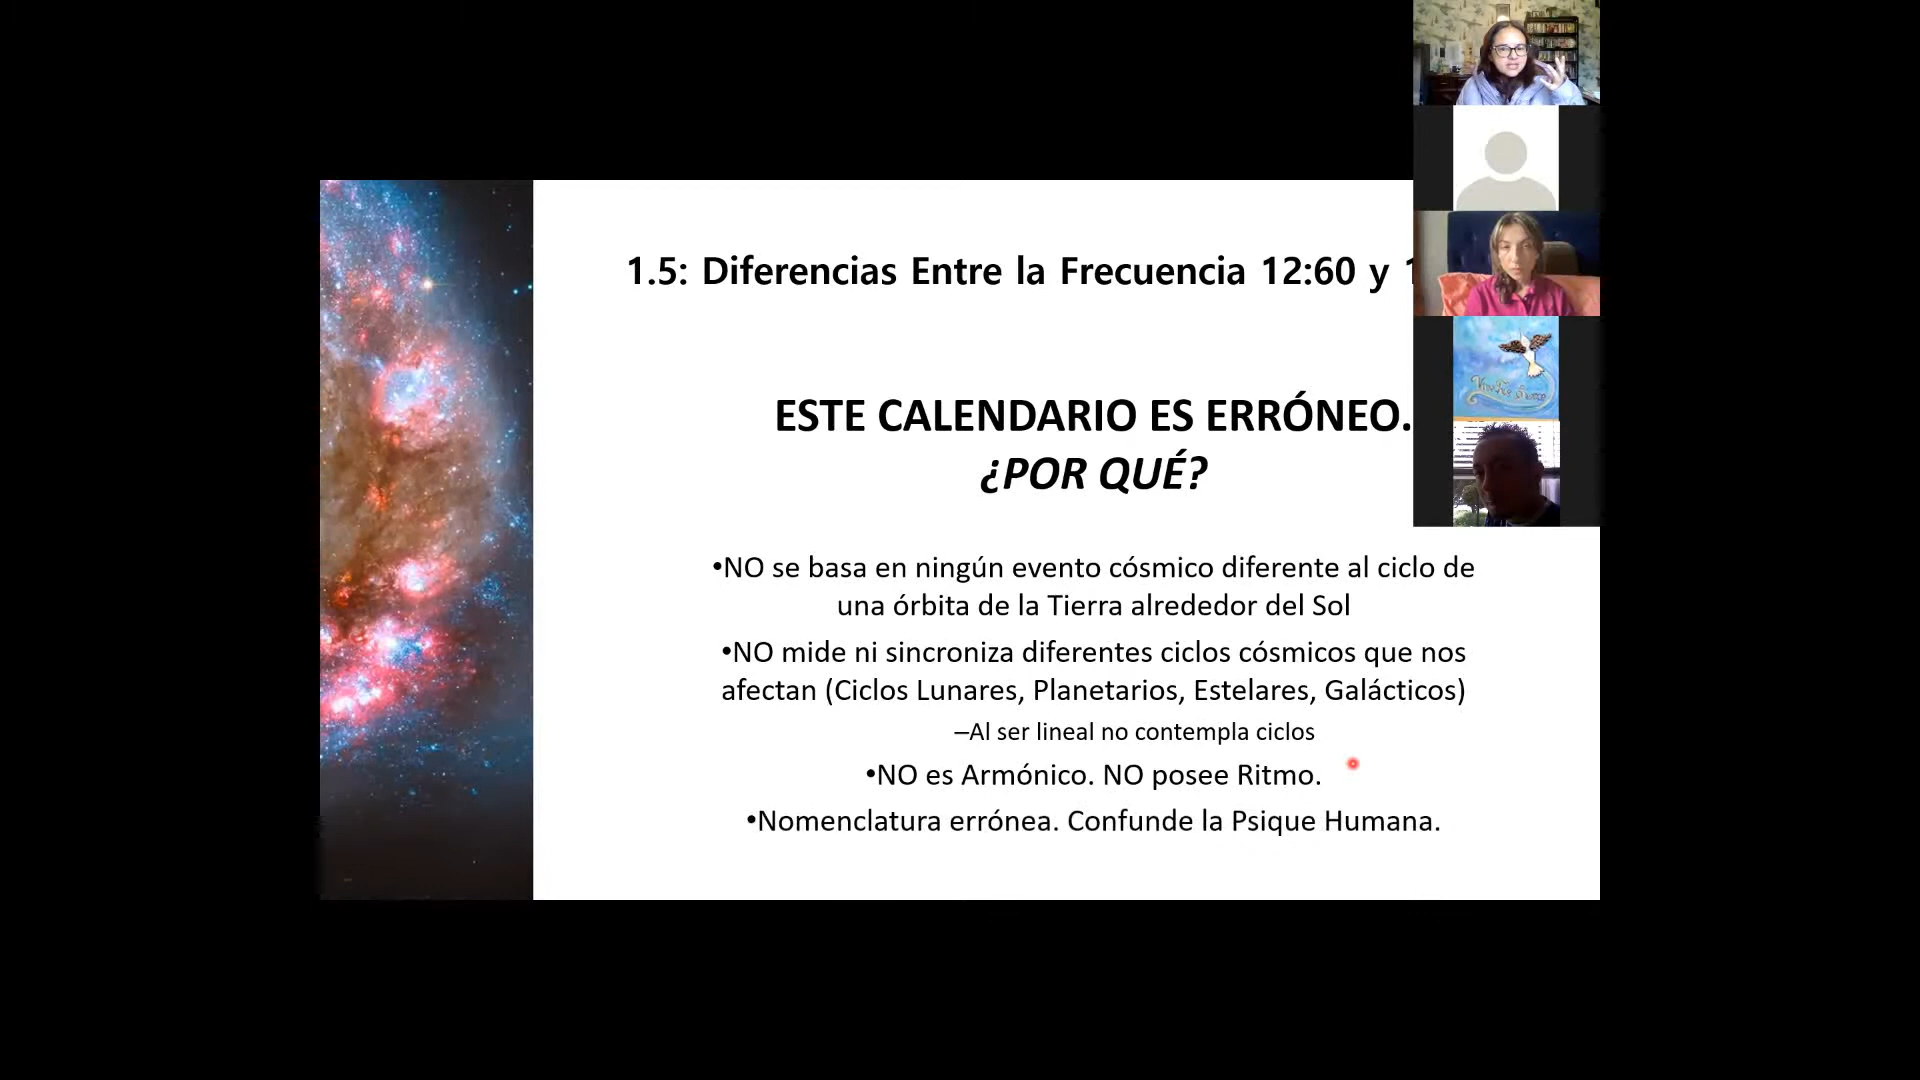 1.5: Diferencias Entre la Frecuencia 12:60 y
ESTE CALENDARIO ES ERRÓNEO.
¿POR QUÉ?
•NO se basa en ningún evento cósmico diferente al ciclo de
una órbita de la Tierra alrededor del Sol
•NO mide ni sincroniza diferentes ciclos cósmicos que nos
afectan (Ciclos Lunares, Planetarios, Estelares, Galácticos)
–Al ser lineal no contempla ciclos
•NO es Armónico. NO posee Ritmo.
•Nomenclatura errónea. Confunde la Psique Humana.